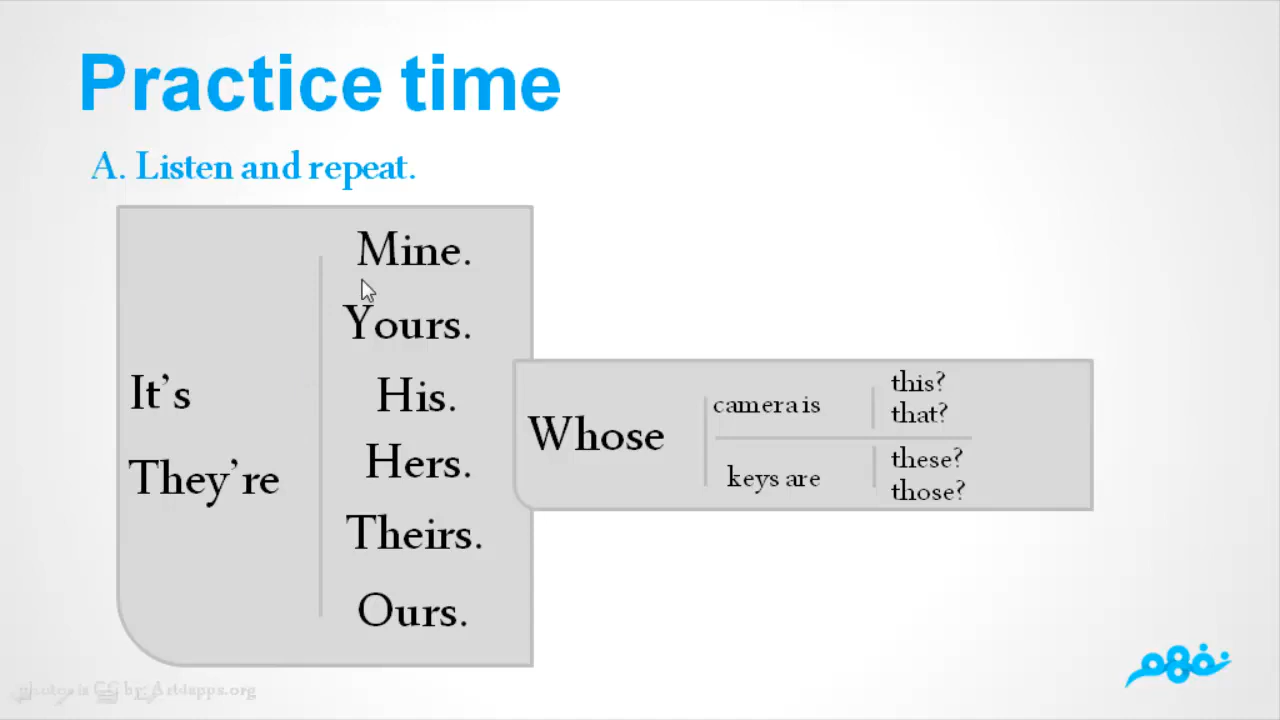 Practice time
A. Listen and repeat.
Mine.
Yours.
It's
His.
They're
Hers.
Theirs.
Ours.
Whose
camera is
this?
that?
keys are
these?
those?
نفهم